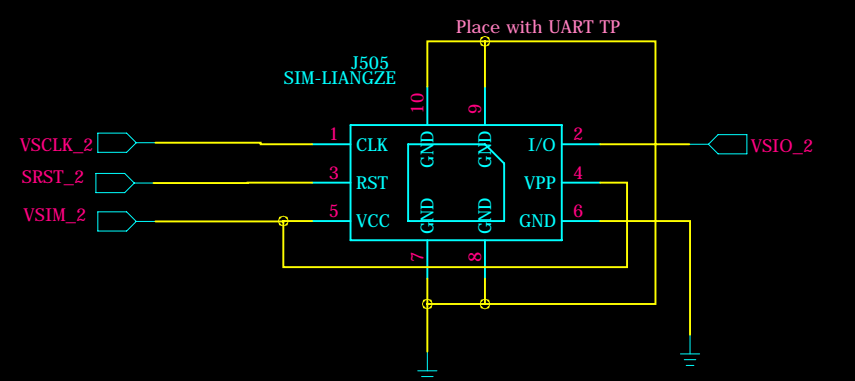 Place with UART TP
J505
SIM-LIANGZE
10
9
VSCLK_2
1
CLK
GND
GND
I/O
2
VSIO_2
SRST_2
3
RST
VPP
4
VSIM_2
5
VCC
GND
GND
GND
6
7
8